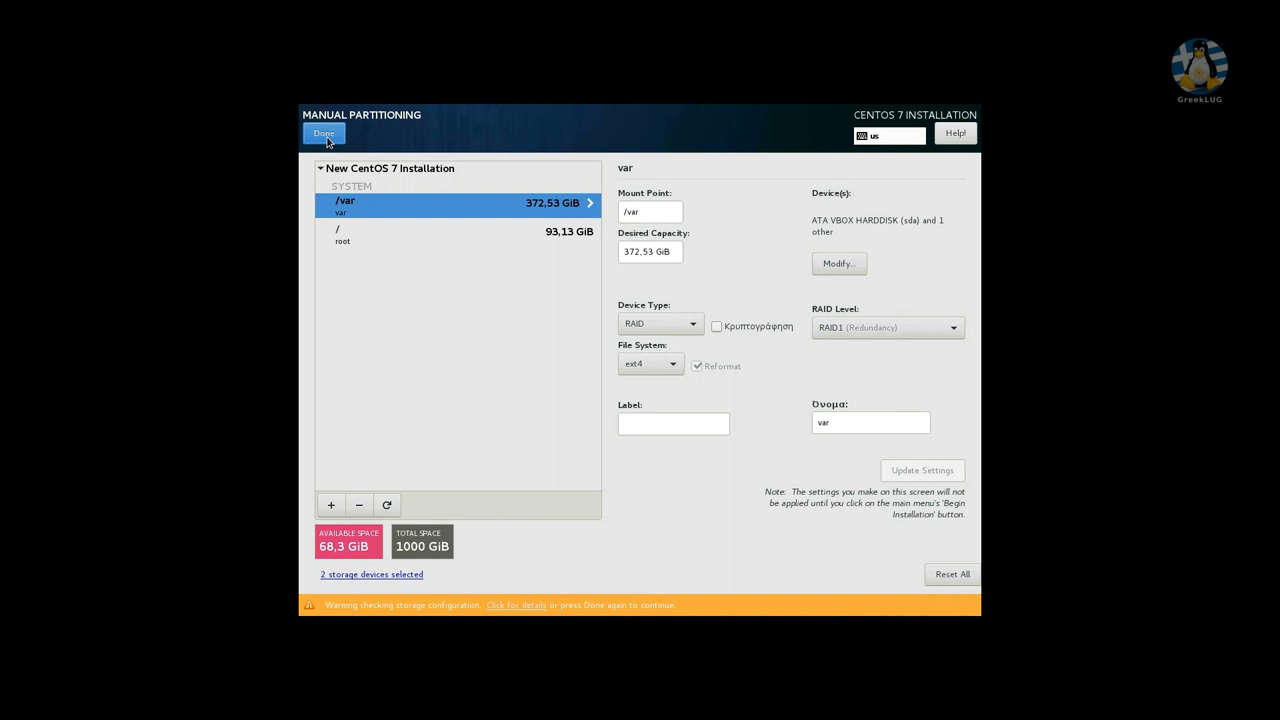 GreekLUG
MANUAL PARTITIONING
CENTOS 7 INSTALLATION
Done
us
Help!
New CentOS 7 Installation
SYSTEM
/var
372,53 GiB
var
/
93,13 GiB
root
var
Mount Point:
/var
Desired Capacity:
372,53 GiB
Device(s):
ATA VBOX HARDDISK (sda) and 1
other
Modify...
Device Type:
RAID
Κρυπτογράφηση
RAID Level:
RAID1 (Redundancy)
File System:
ext4
Reformat
Label:
Όνομα:
var
Update Settings
Note: The settings you make on this screen will not
be applied until you click on the main menu's 'Begin
Installation' button.
+ −
AVAILABLE SPACE
68,3 GiB
TOTAL SPACE
1000 GiB
2 storage devices selected
Reset All
Warning checking storage configuration. Click for details or press Done again to continue.